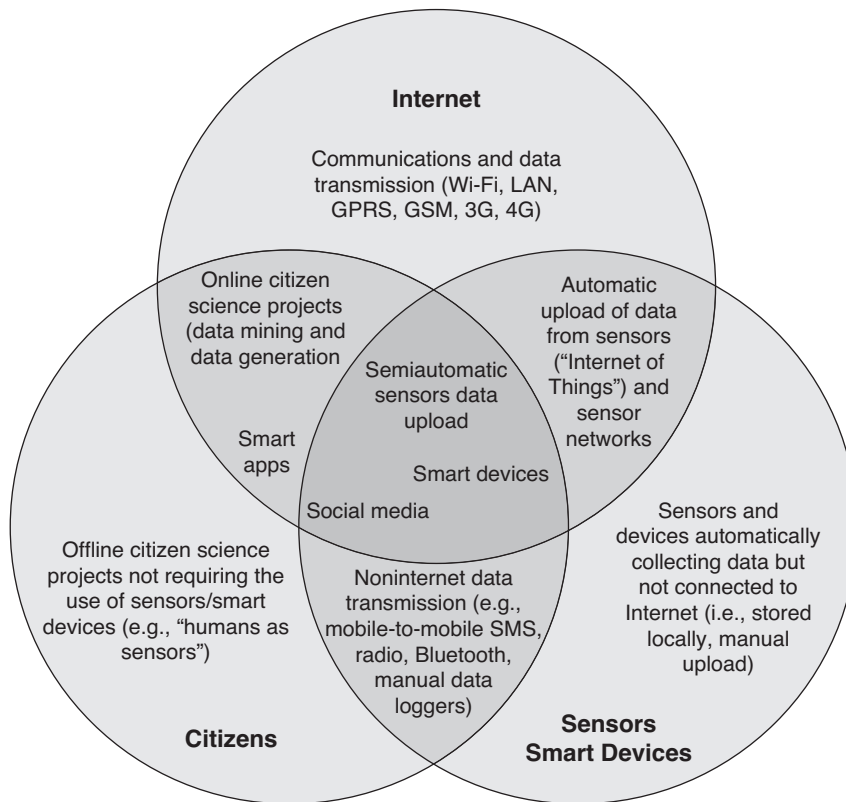 Internet
Communications and data
transmission (Wi-Fi, LAN,
GPRS, GSM, 3G, 4G)
Online citizen
science projects
(data mining and
data generation
Automatic
upload of data
from sensors
(“Internet of
Things”) and
sensor
networks
Semiautomatic
sensors data
upload
Smart
apps
Smart devices
Social media
Offline citizen science
projects not requiring the
use of sensors/smart
devices (e.g., “humans as
sensors”)
Noninternet data
transmission (e.g.,
mobile-to-mobile SMS,
radio, Bluetooth,
manual data
loggers)
Sensors and
devices automatically
collecting data but
not connected to
Internet (i.e., stored
locally, manual
upload)
Citizens
Sensors
Smart Devices